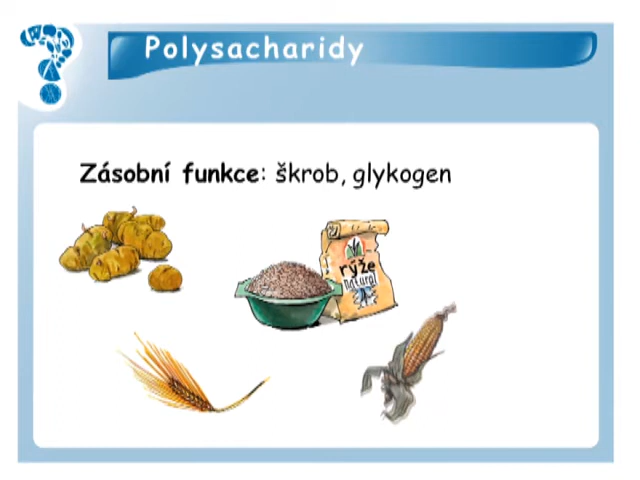 Polysacharidy
Zásobní funkce: škrob, glykogen
rýže
natural